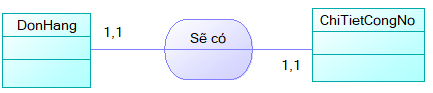 DonHang
1,1
Sẽ có
1,1
ChiTietCongNo